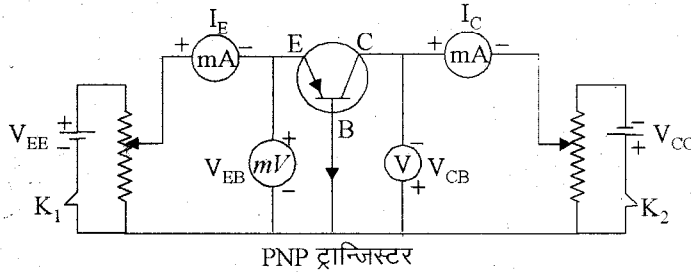 I_E
I_C
+ mA −
E C
+ mA −
B
V_EE
+
−
V_EB
+
mV
−
−
V
+
V_CB
−
+
V_CC
K_1
K_2
PNP ट्रान्जिस्टर